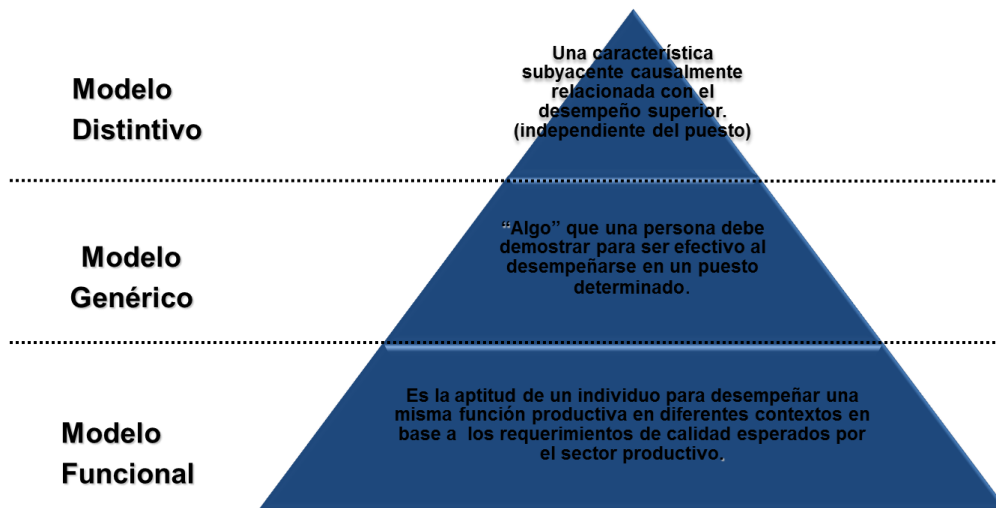 Modelo
Distintivo
Una característica
subyacente causalmente
relacionada con el
desempeño superior.
(independiente del puesto)
Modelo
Genérico
“Algo” que una persona debe
demostrar para ser efectivo al
desempeñarse en un puesto
determinado.
Modelo
Funcional
Es la aptitud de un individuo para desempeñar una
misma función productiva en diferentes contextos en
base a los requerimientos de calidad esperados por
el sector productivo.